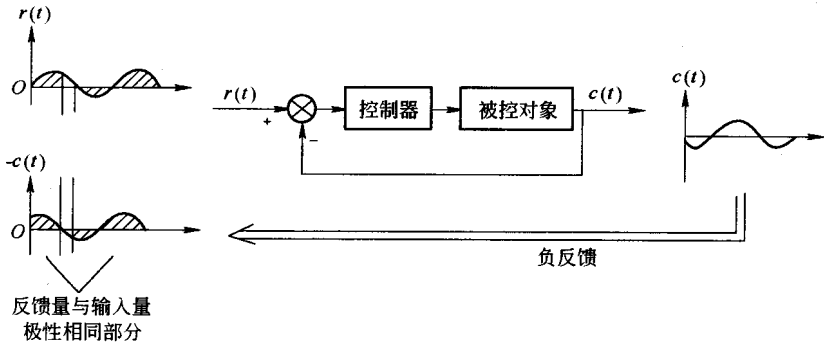 r(t)
O
r(t)
+
−
控制器
被控对象
c(t)
c(t)
-c(t)
O
负反馈
反馈量与输入量
极性相同部分